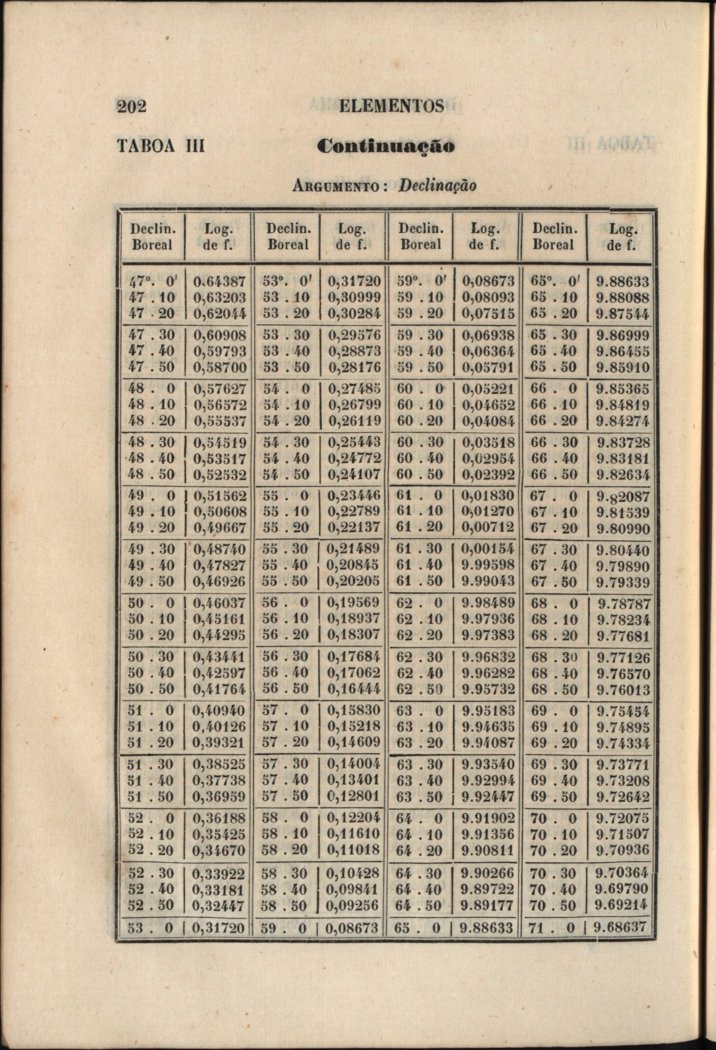 202 ELEMENTOS
TABOA III Continuação
ARGUMENTO: Declinação
Declin. Log. Declin. Log. Declin. Log. Declin. Log.
Boreal de f. Boreal de f. Boreal de f. Boreal de f.
47°. 0' 0,64387 53°. 0' 0,31720 59°. 0' 0,08673 65°. 0' 9.88633
47 . 10 0,63203 53 . 10 0,30999 59 . 10 0,08093 65 . 10 9.88088
47 . 20 0,62044 53 . 20 0,30284 59 . 20 0,07515 65 . 20 9.87544
47 . 30 0,60908 53 . 30 0,29576 59 . 30 0,06938 65 . 30 9.86999
47 . 40 0,59793 53 . 40 0,28873 59 . 40 0,06364 65 . 40 9.86455
47 . 50 0,58700 53 . 50 0,28176 59 . 50 0,05791 65 . 50 9.85910
48 . 0 0,57627 54 . 0 0,27485 60 . 0 0,05221 66 . 0 9.85365
48 . 10 0,56572 54 . 10 0,26799 60 . 10 0,04652 66 . 10 9.84819
48 . 20 0,55537 54 . 20 0,26119 60 . 20 0,04084 66 . 20 9.84274
48 . 30 0,54519 54 . 30 0,25443 60 . 30 0,03518 66 . 30 9.83728
48 . 40 0,53517 54 . 40 0,24772 60 . 40 0,02954 66 . 40 9.83181
48 . 50 0,52532 54 . 50 0,24107 60 . 50 0,02392 66 . 50 9.82634
49 . 0 0,51562 55 . 0 0,23446 61 . 0 0,01830 67 . 0 9.82087
49 . 10 0,50608 55 . 10 0,22789 61 . 10 0,01270 67 . 10 9.81539
49 . 20 0,49667 55 . 20 0,22137 61 . 20 0,00712 67 . 20 9.80990
49 . 30 0,48740 55 . 30 0,21489 61 . 30 0,00154 67 . 30 9.80440
49 . 40 0,47827 55 . 40 0,20845 61 . 40 9.99598 67 . 40 9.79890
49 . 50 0,46926 55 . 50 0,20205 61 . 50 9.99043 67 . 50 9.79339
50 . 0 0,46037 56 . 0 0,19569 62 . 0 9.98489 68 . 0 9.78787
50 . 10 0,45161 56 . 10 0,18937 62 . 10 9.97936 68 . 10 9.78234
50 . 20 0,44295 56 . 20 0,18307 62 . 20 9.97383 68 . 20 9.77681
50 . 30 0,43441 56 . 30 0,17684 62 . 30 9.96832 68 . 30 9.77126
50 . 40 0,42597 56 . 40 0,17062 62 . 40 9.96282 68 . 40 9.76570
50 . 50 0,41764 56 . 50 0,16444 62 . 50 9.95732 68 . 50 9.76013
51 . 0 0,40940 57 . 0 0,15830 63 . 0 9.95183 69 . 0 9.75454
51 . 10 0,40126 57 . 10 0,15218 63 . 10 9.94635 69 . 10 9.74895
51 . 20 0,39321 57 . 20 0,14609 63 . 20 9.94087 69 . 20 9.74334
51 . 30 0,38525 57 . 30 0,14004 63 . 30 9.93540 69 . 30 9.73771
51 . 40 0,37738 57 . 40 0,13401 63 . 40 9.92994 69 . 40 9.73208
51 . 50 0,36959 57 . 50 0,12801 63 . 50 9.92447 69 . 50 9.72642
52 . 0 0,36188 58 . 0 0,12204 64 . 0 9.91902 70 . 0 9.72075
52 . 10 0,35425 58 . 10 0,11610 64 . 10 9.91356 70 . 10 9.71507
52 . 20 0,34670 58 . 20 0,11018 64 . 20 9.90811 70 . 20 9.70936
52 . 30 0,33922 58 . 30 0,10428 64 . 30 9.90266 70 . 30 9.70364
52 . 40 0,33181 58 . 40 0,09841 64 . 40 9.89722 70 . 40 9.69790
52 . 50 0,32447 58 . 50 0,09256 64 . 50 9.89177 70 . 50 9.69214
53 . 0 0,31720 59 . 0 0,08673 65 . 0 9.88633 71 . 0 9.68637